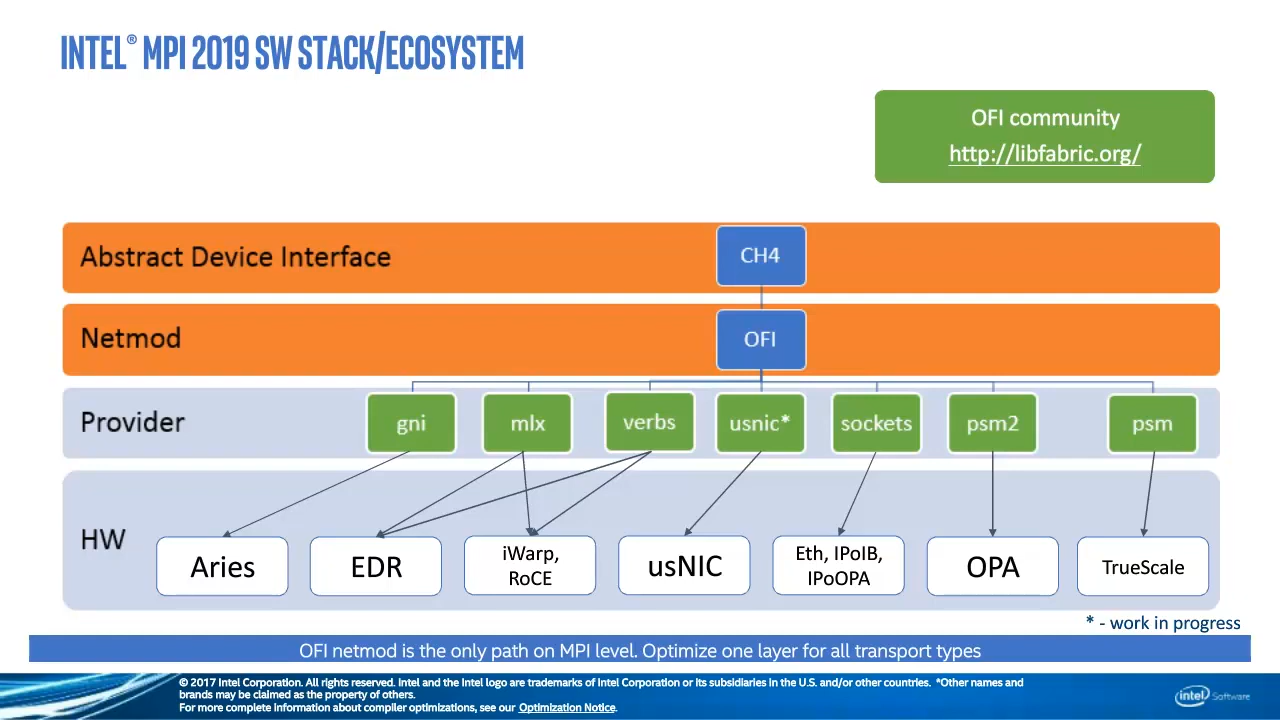 INTEL® MPI 2019 SW STACK/ECOSYSTEM
OFI community
http://libfabric.org/
Abstract Device Interface
CH4
Netmod
OFI
Provider
gni
mlx
verbs
usnic*
sockets
psm2
psm
HW
Aries
EDR
iWarp,
RoCE
usNIC
Eth, IPoIB,
IPoOPA
OPA
TrueScale
* - work in progress
OFI netmod is the only path on MPI level. Optimize one layer for all transport types
© 2017 Intel Corporation. All rights reserved. Intel and the Intel logo are trademarks of Intel Corporation or its subsidiaries in the U.S. and/or other countries. *Other names and
brands may be claimed as the property of others.
For more complete information about compiler optimizations, see our Optimization Notice.
intel Software